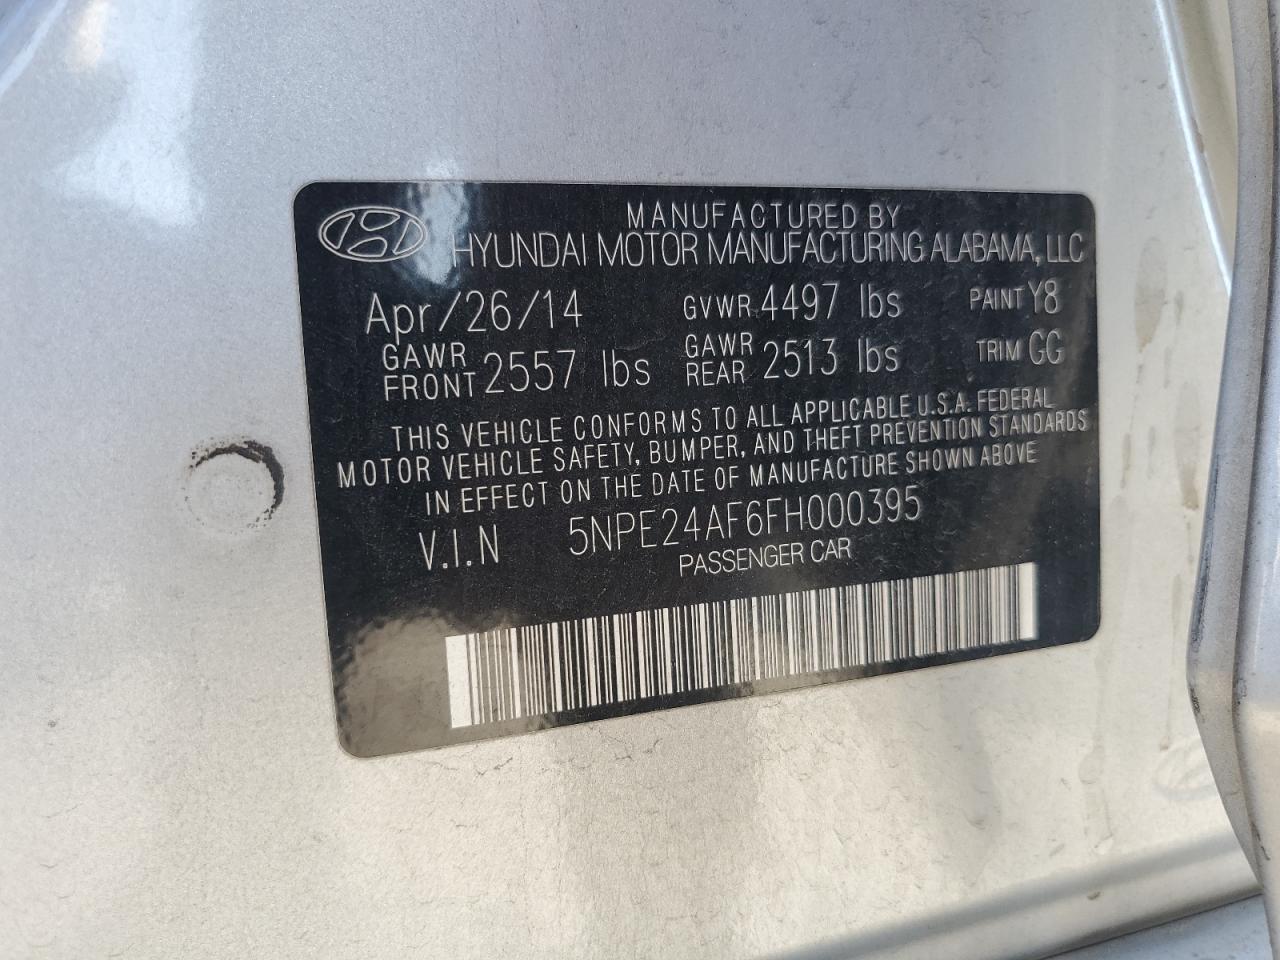 MANUFACTURED BY
HYUNDAI MOTOR MANUFACTURING ALABAMA, LLC
Apr/26/14 GVWR 4497 lbs PAINT Y8
GAWR FRONT 2557 lbs GAWR REAR 2513 lbs TRIM GG
THIS VEHICLE CONFORMS TO ALL APPLICABLE U.S.A. FEDERAL
MOTOR VEHICLE SAFETY, BUMPER, AND THEFT PREVENTION STANDARDS
IN EFFECT ON THE DATE OF MANUFACTURE SHOWN ABOVE
V.I.N 5NPE24AF6FH000395
PASSENGER CAR